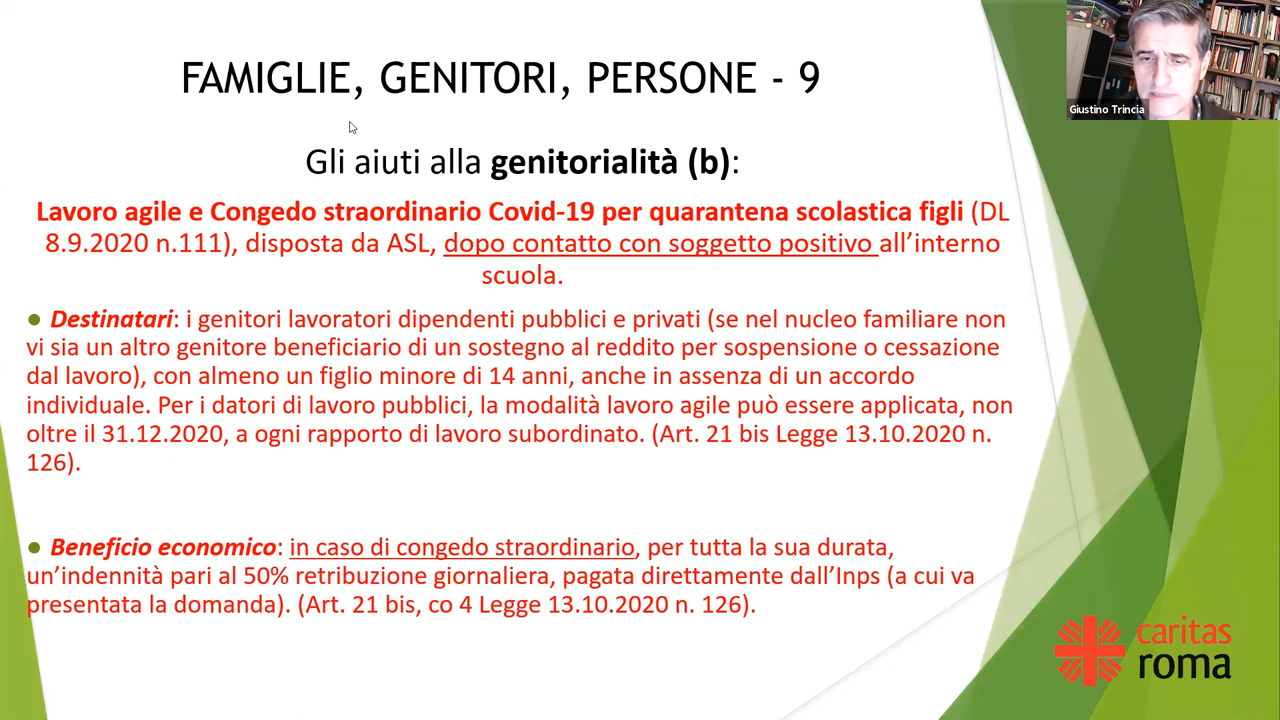 FAMIGLIE, GENITORI, PERSONE - 9
Giustino Trincia
Gli aiuti alla genitorialità (b):
Lavoro agile e Congedo straordinario Covid-19 per quarantena scolastica figli (DL
8.9.2020 n.111), disposta da ASL, dopo contatto con soggetto positivo all’interno
scuola.
● Destinatari: i genitori lavoratori dipendenti pubblici e privati (se nel nucleo familiare non
vi sia un altro genitore beneficiario di un sostegno al reddito per sospensione o cessazione
dal lavoro), con almeno un figlio minore di 14 anni, anche in assenza di un accordo
individuale. Per i datori di lavoro pubblici, la modalità lavoro agile può essere applicata, non
oltre il 31.12.2020, a ogni rapporto di lavoro subordinato. (Art. 21 bis Legge 13.10.2020 n.
126).
● Beneficio economico: in caso di congedo straordinario, per tutta la sua durata,
un’indennità pari al 50% retribuzione giornaliera, pagata direttamente dall’Inps (a cui va
presentata la domanda). (Art. 21 bis, co 4 Legge 13.10.2020 n. 126).
caritas
roma